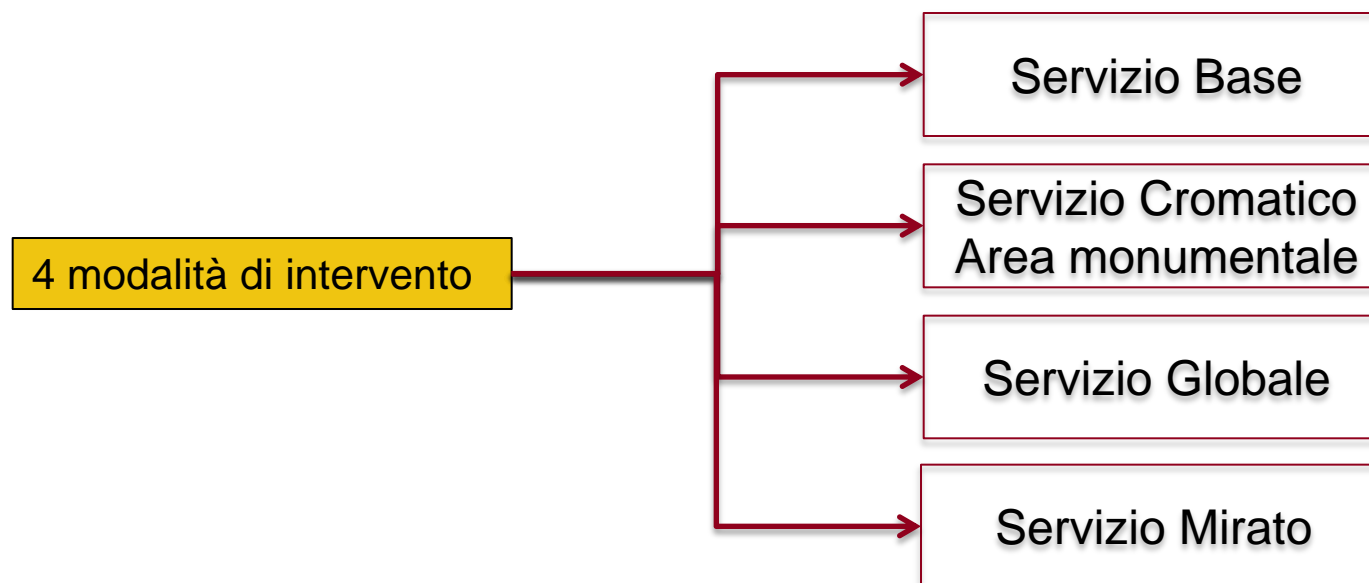 4 modalità di intervento
Servizio Base
Servizio Cromatico
Area monumentale
Servizio Globale
Servizio Mirato